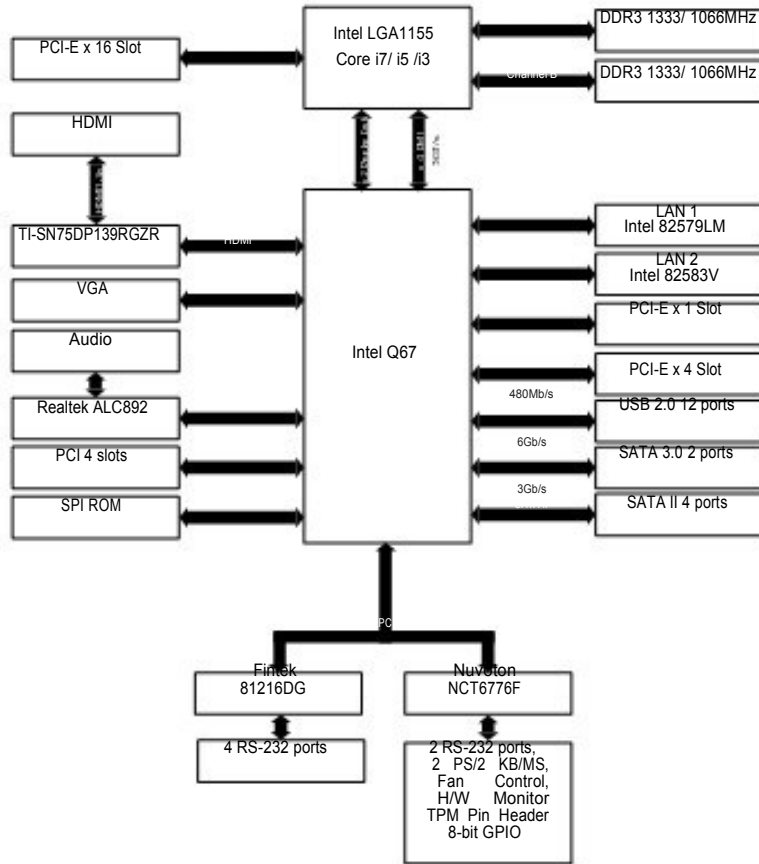 Intel LGA1155
Core i7/ i5 /i3
PCI-E x 16 Slot
DDR3 1333/ 1066MHz
Channel B
DDR3 1333/ 1066MHz
HDMI
5GT/s
TI-SN75DP139RGZR
HDMI
VGA
Audio
Realtek ALC892
PCI 4 slots
SPI ROM
Intel Q67
LAN 1
Intel 82579LM
LAN 2
Intel 82583V
PCI-E x 1 Slot
PCI-E x 4 Slot
480Mb/s
USB 2.0 12 ports
6Gb/s
SATA 3.0 2 ports
3Gb/s
SATA II 4 ports
PC
Fintek
81216DG
4 RS-232 ports
Nuvoton
NCT6776F
2 RS-232 ports,
2 PS/2 KB/MS,
Fan Control,
H/W Monitor
TPM Pin Header
8-bit GPIO